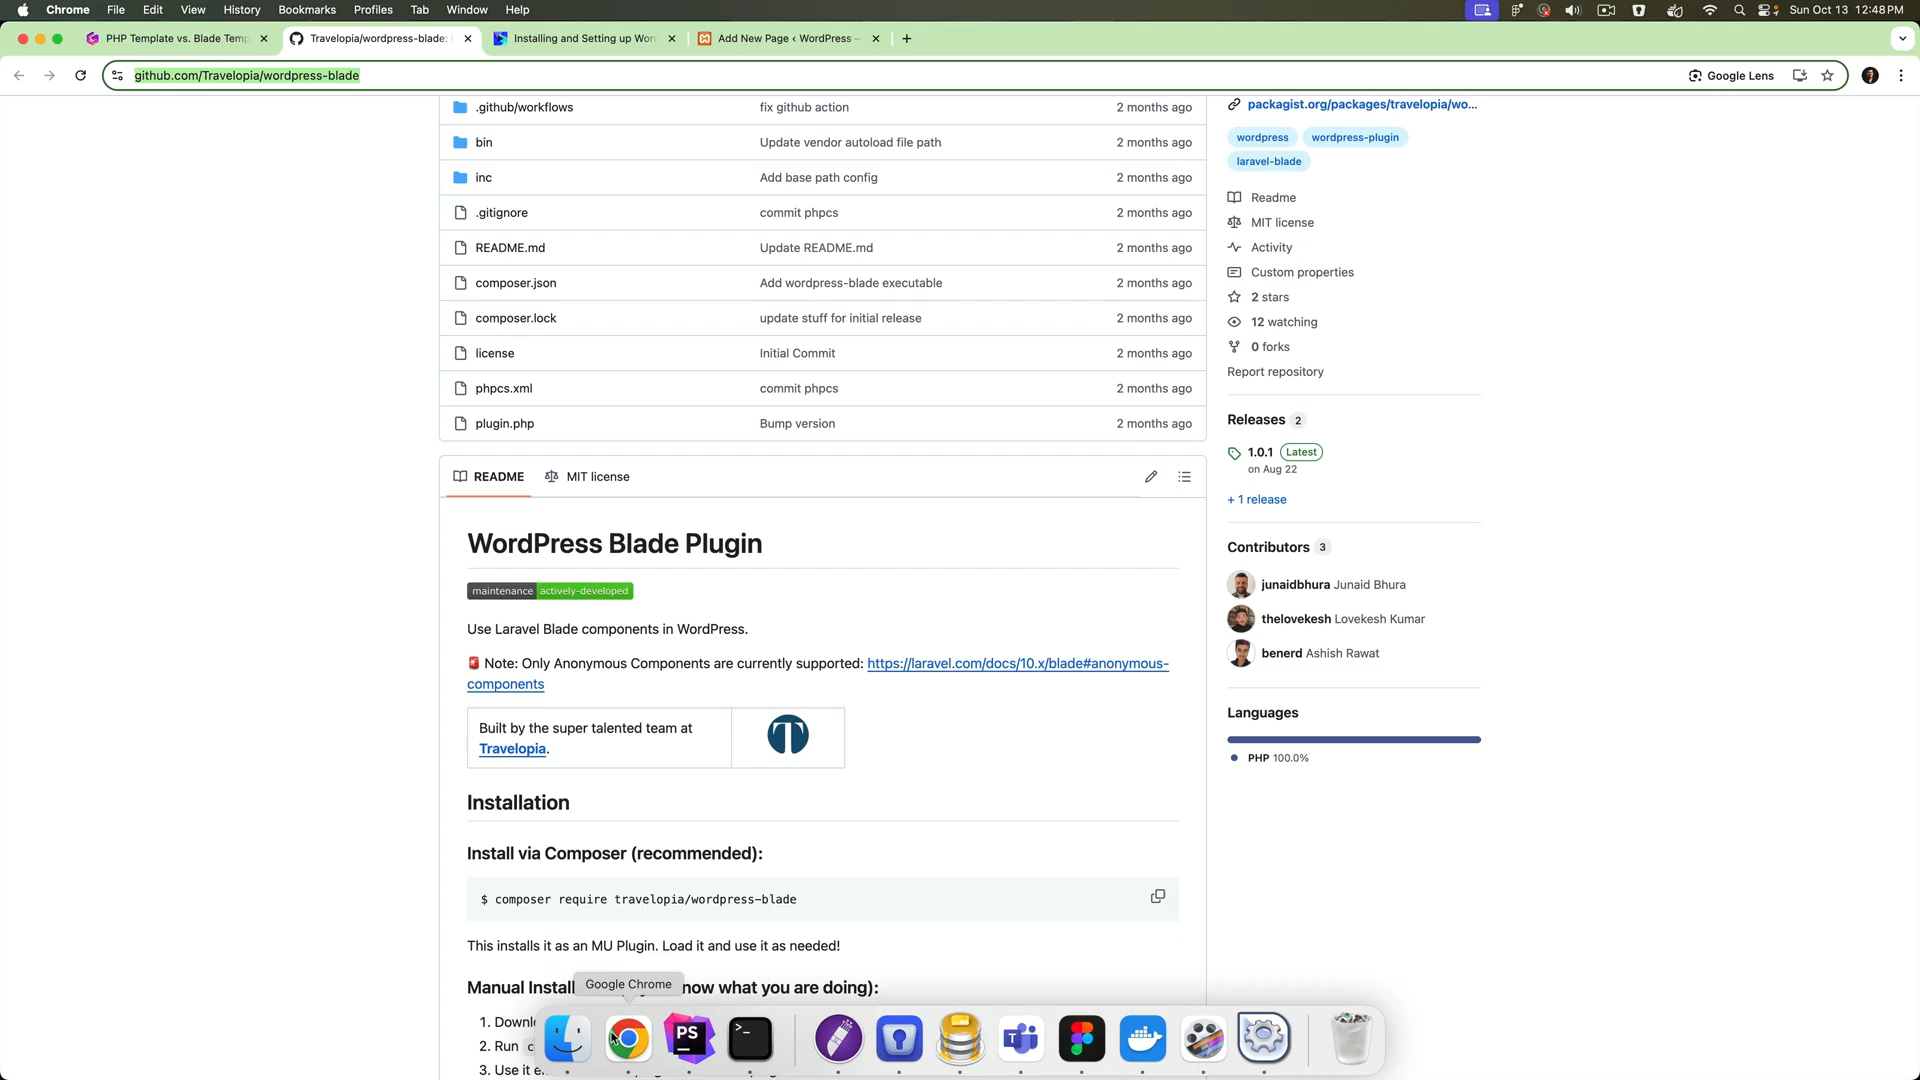 Chrome File Edit View History Bookmarks Profiles Tab Window Help Sun Oct 13 12:48 PM
PHP Template vs. Blade Temp Travelopia/wordpress-blade: Installing and Setting up Wor Add New Page ‹ WordPress –
github.com/Travelopia/wordpress-blade Google Lens
.github/workflows fix github action 2 months ago
bin Update vendor autoload file path 2 months ago
inc Add base path config 2 months ago
.gitignore commit phpcs 2 months ago
README.md Update README.md 2 months ago
composer.json Add wordpress-blade executable 2 months ago
composer.lock update stuff for initial release 2 months ago
license Initial Commit 2 months ago
phpcs.xml commit phpcs 2 months ago
plugin.php Bump version 2 months ago
README MIT license
WordPress Blade Plugin
maintenance actively-developed
Use Laravel Blade components in WordPress.
Note: Only Anonymous Components are currently supported: https://laravel.com/docs/10.x/blade#anonymous-
components
Built by the super talented team at
Travelopia.
T
Installation
Install via Composer (recommended):
$ composer require travelopia/wordpress-blade
This installs it as an MU Plugin. Load it and use it as needed!
Manual Install now what you are doing):
1. Downl
2. Run
3. Use it e
Google Chrome
PS
packagist.org/packages/travelopia/wo...
wordpress wordpress-plugin
laravel-blade
Readme
MIT license
Activity
Custom properties
2 stars
12 watching
0 forks
Report repository
Releases 2
1.0.1 Latest
on Aug 22
+ 1 release
Contributors 3
junaidbhura Junaid Bhura
thelovekesh Lovekesh Kumar
benerd Ashish Rawat
Languages
PHP 100.0%